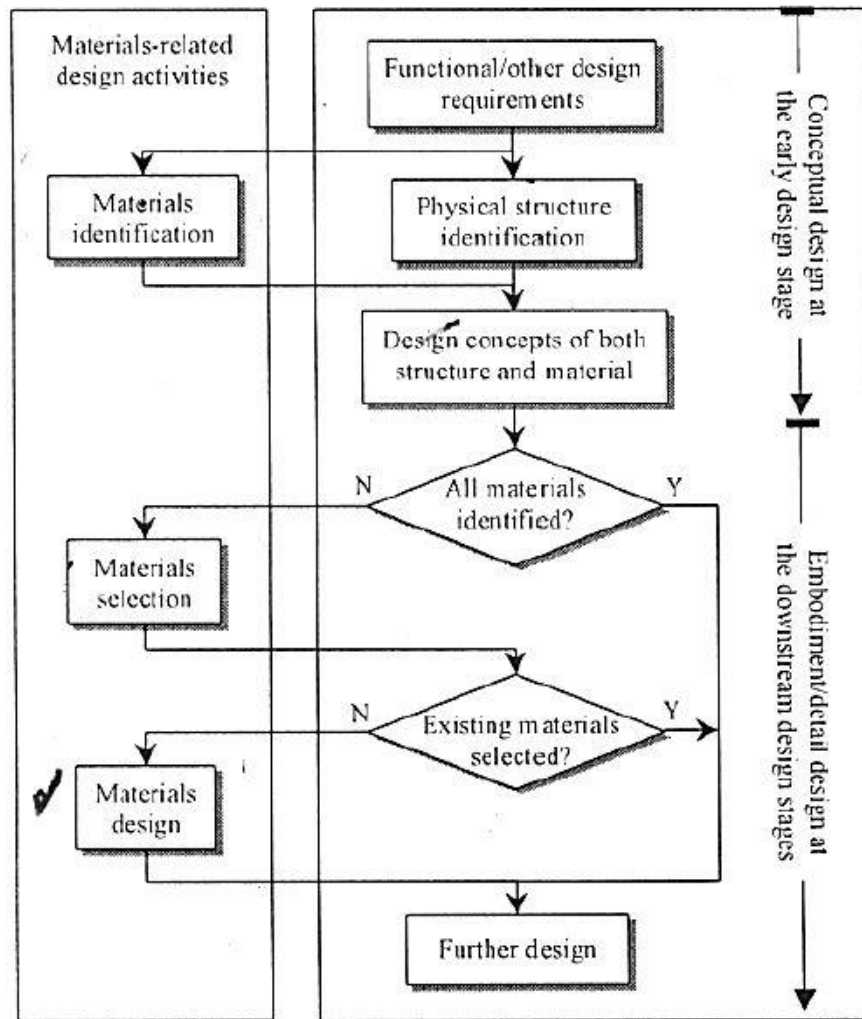 Materials-related
design activities
Functional/other design
requirements
Materials
identification
Physical structure
identification
Design concepts of both
structure and material
N
All materials
identified?
Y
Materials
selection
N
Existing materials
selected?
Y
Materials
design
Further design
Conceptual design at
the early design stage
Embodiment/detail design at
the downstream design stages